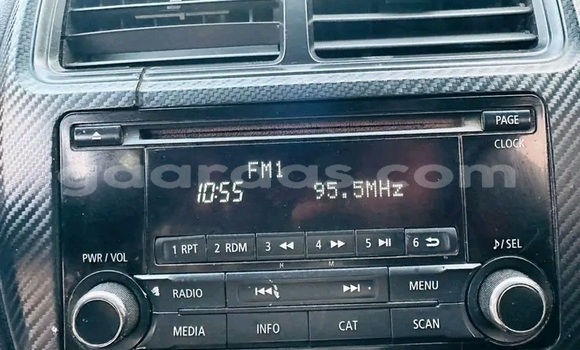 PAGE
CLOCK
FM1
10:55 95.5MHz
gaardaas.com
1 RPT 2 RDM 3 4 5 6
H M
PWR / VOL
♪/SEL
RADIO MENU
MEDIA INFO CAT SCAN